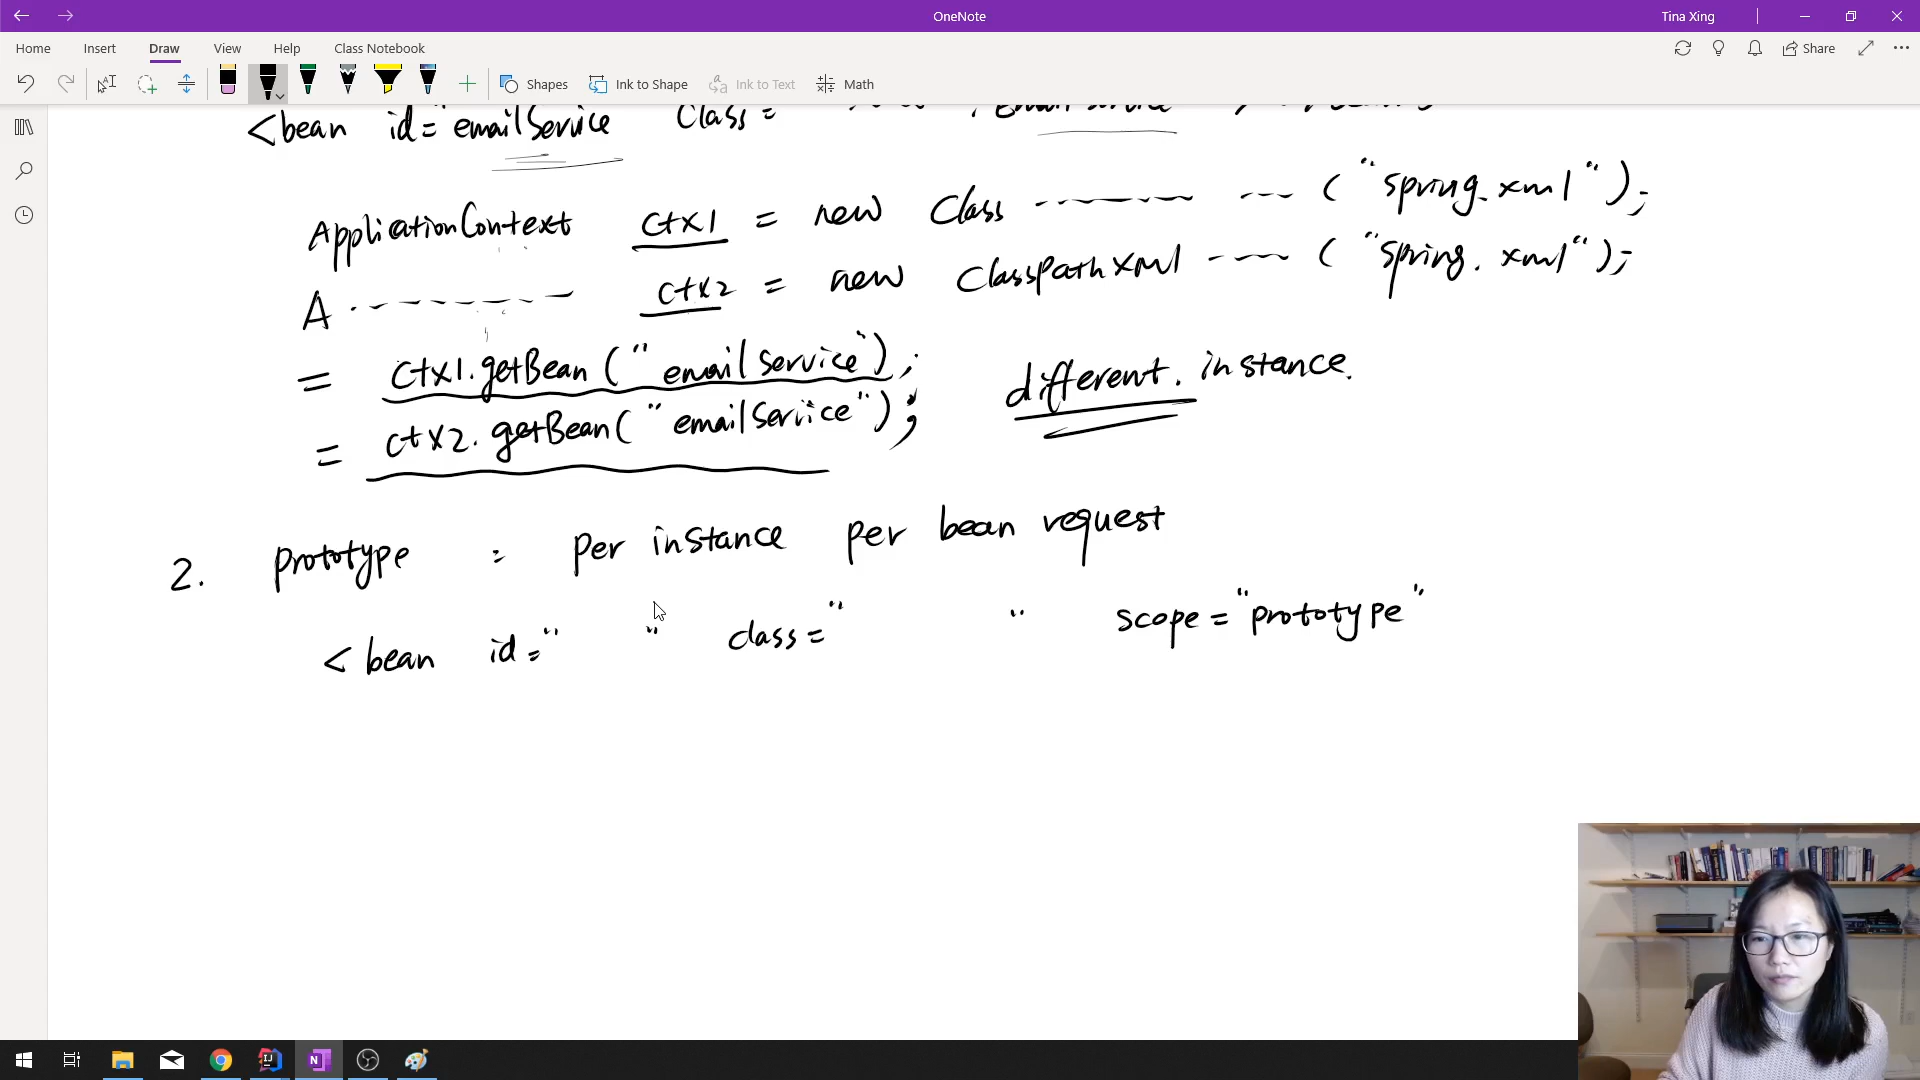 OneNote
Tina Xing
Home Insert Draw View Help Class Notebook
Share
Shapes Ink to Shape Ink to Text Math
<bean id= emailService class=
ApplicationContext ctx1 = new Class ---- --- ("spring.xml");
A ---- ctx2 = new ClasspathXml ---- ("spring.xml");
= ctx1.getBean("emailService");
= ctx2.getBean("emailService");
different. instance.
2. prototype : per instance per bean request
<bean id=" " class=" " scope="prototype"